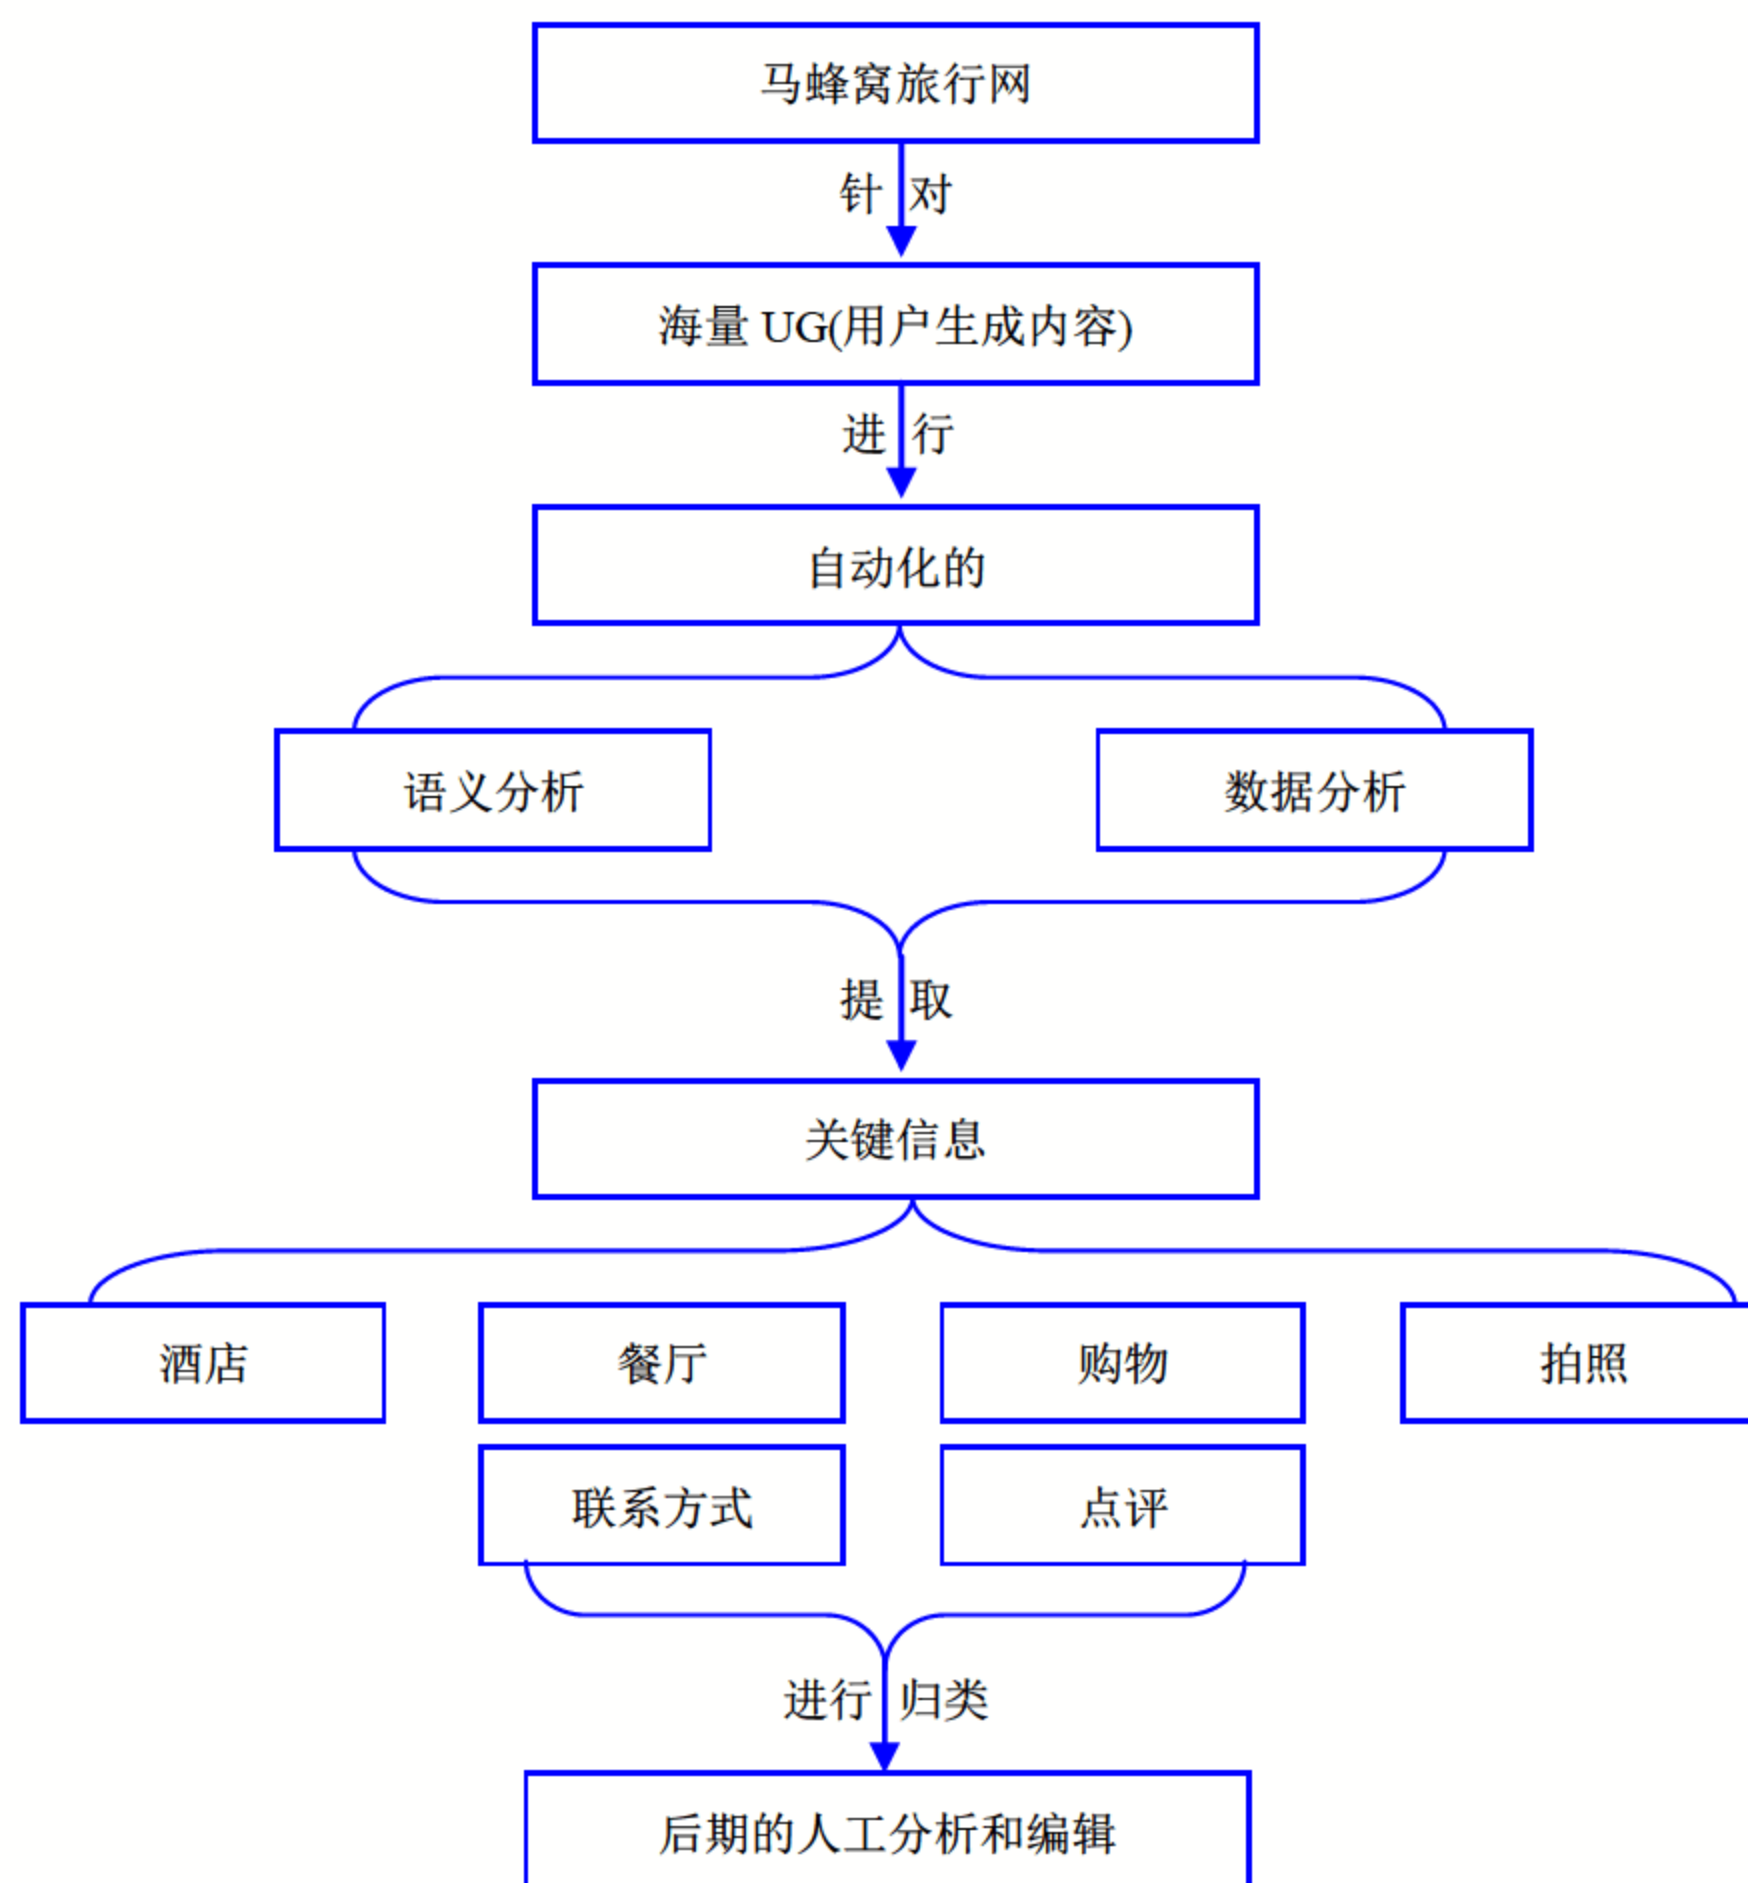 马蜂窝旅行网
针对
海量 UG(用户生成内容)
进行
自动化的
语义分析
数据分析
提取
关键信息
酒店
餐厅
购物
拍照
联系方式
点评
进行归类
后期的人工分析和编辑